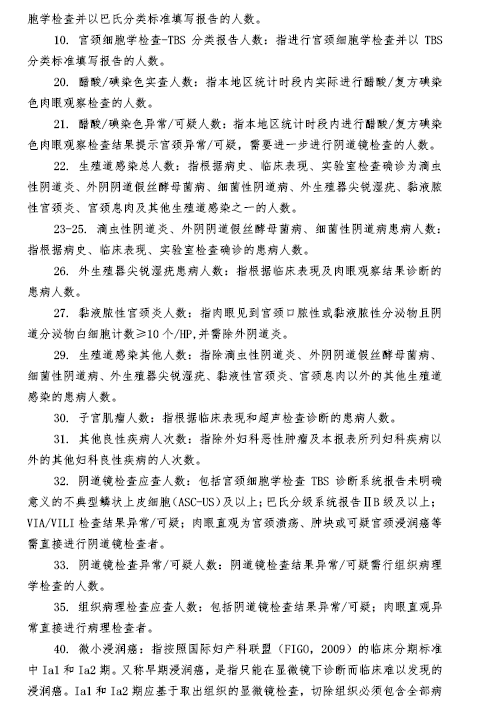 胞学检查并以巴氏分类标准填写报告的人数。
10. 宫颈细胞学检查-TBS 分类报告人数：指进行宫颈细胞学检查并以 TBS
分类标准填写报告的人数。
20. 醋酸/碘染色实查人数：指本地区统计时段内实际进行醋酸/复方碘染
色肉眼观察检查的人数。
21. 醋酸/碘染色异常/可疑人数：指本地区统计时段内进行醋酸/复方碘染
色肉眼观察检查结果提示宫颈异常/可疑，需要进一步进行阴道镜检查的人数。
22. 生殖道感染总人数：指根据病史、临床表现、实验室检查确诊为滴虫
性阴道炎、外阴阴道假丝酵母菌病、细菌性阴道病、外生殖器尖锐湿疣、黏液脓
性宫颈炎、宫颈息肉及其他生殖道感染之一的人数。
23-25. 滴虫性阴道炎、外阴阴道假丝酵母菌病、细菌性阴道病患病人数：
指根据病史、临床表现、实验室检查确诊的患病人数。
26. 外生殖器尖锐湿疣患病人数：指根据临床表现及肉眼观察结果诊断的
患病人数。
27. 黏液脓性宫颈炎人数：指肉眼见到宫颈口脓性或黏液脓性分泌物且阴
道分泌物白细胞计数≥10 个/HP,并需除外阴道炎。
29. 生殖道感染其他人数：指除滴虫性阴道炎、外阴阴道假丝酵母菌病、
细菌性阴道病、外生殖器尖锐湿疣、黏液性宫颈炎、宫颈息肉以外的其他生殖道
感染的患病人数。
30. 子宫肌瘤人数：指根据临床表现和超声检查诊断的患病人数。
31. 其他良性疾病人次数：指除外妇科恶性肿瘤及本报表所列妇科疾病以
外的其他妇科良性疾病的人次数。
32. 阴道镜检查应查人数：包括宫颈细胞学检查 TBS 诊断系统报告未明确
意义的不典型鳞状上皮细胞（ASC-US）及以上；巴氏分级系统报告ⅡB 级及以上；
VIA/VILI 检查结果异常/可疑；肉眼直观为宫颈溃疡、肿块或可疑宫颈浸润癌等
需直接进行阴道镜检查者。
33. 阴道镜检查异常/可疑人数：阴道镜检查结果异常/可疑需行组织病理
学检查的人数。
35. 组织病理检查应查人数：包括阴道镜检查结果异常/可疑；肉眼直观异
常直接进行病理检查者。
40. 微小浸润癌：指按照国际妇产科联盟（FIGO, 2009）的临床分期标准
中 Ia1 和 Ia2 期。又称早期浸润癌，是指只能在显微镜下诊断而临床难以发现的
浸润癌。Ia1 和 Ia2 期应基于取出组织的显微镜检查，切除组织必须包含全部病